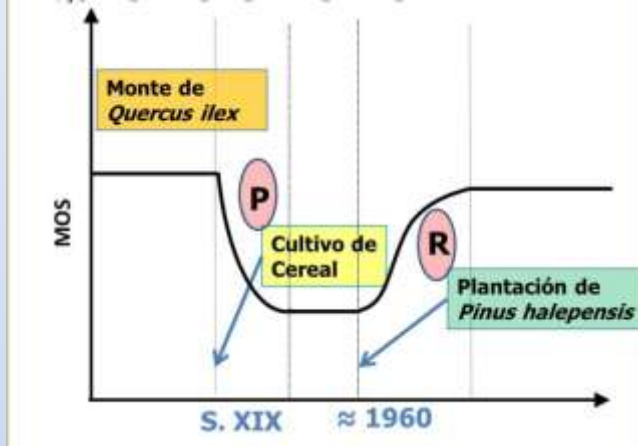 Monte de
Quercus ilex
P
MOS
Cultivo de
Cereal
R
Plantación de
Pinus halepensis
S. XIX
≈ 1960